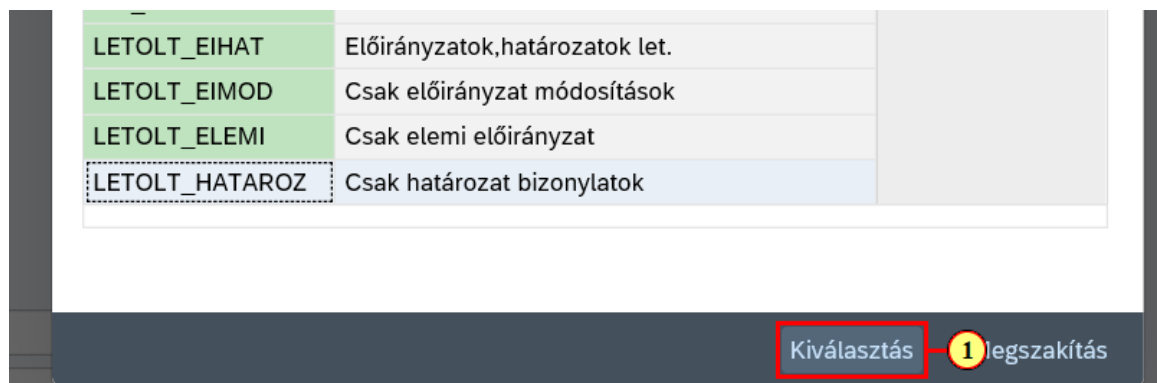 LETOLT_EIHAT Előirányzatok,határozatok let.
LETOLT_EIMOD Csak előirányzat módosítások
LETOLT_ELEMI Csak elemi előirányzat
LETOLT_HATAROZ Csak határozat bizonylatok
Kiválasztás 1 legszakítás